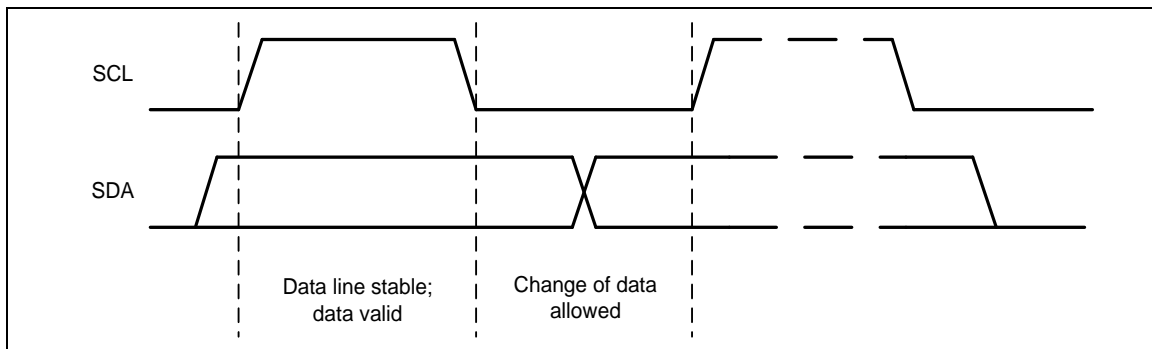 SCL
SDA
Data line stable;
data valid
Change of data
allowed